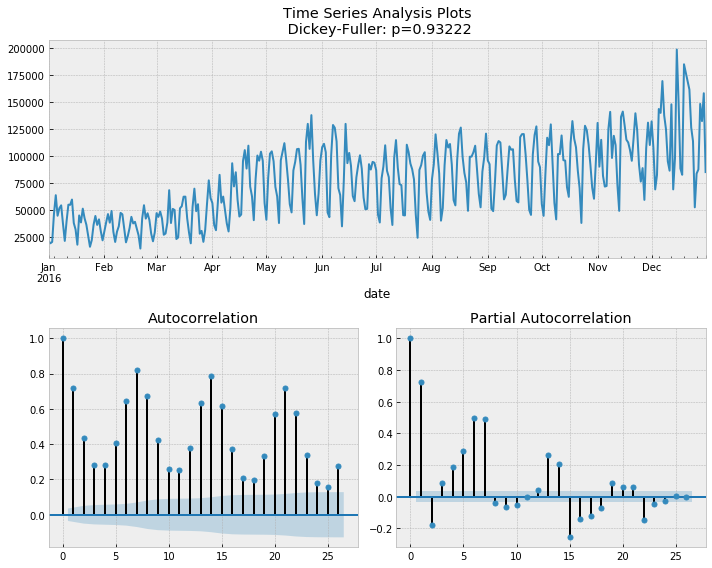 Time Series Analysis Plots
Dickey-Fuller: p=0.93222
200000
175000
150000
125000
100000
75000
50000
25000
Jan Feb Mar Apr May Jun Jul Aug Sep Oct Nov Dec
2016
date
Autocorrelation
1.0
0.8
0.6
0.4
0.2
0.0
0 5 10 15 20 25
Partial Autocorrelation
1.0
0.8
0.6
0.4
0.2
0.0
−0.2
0 5 10 15 20 25